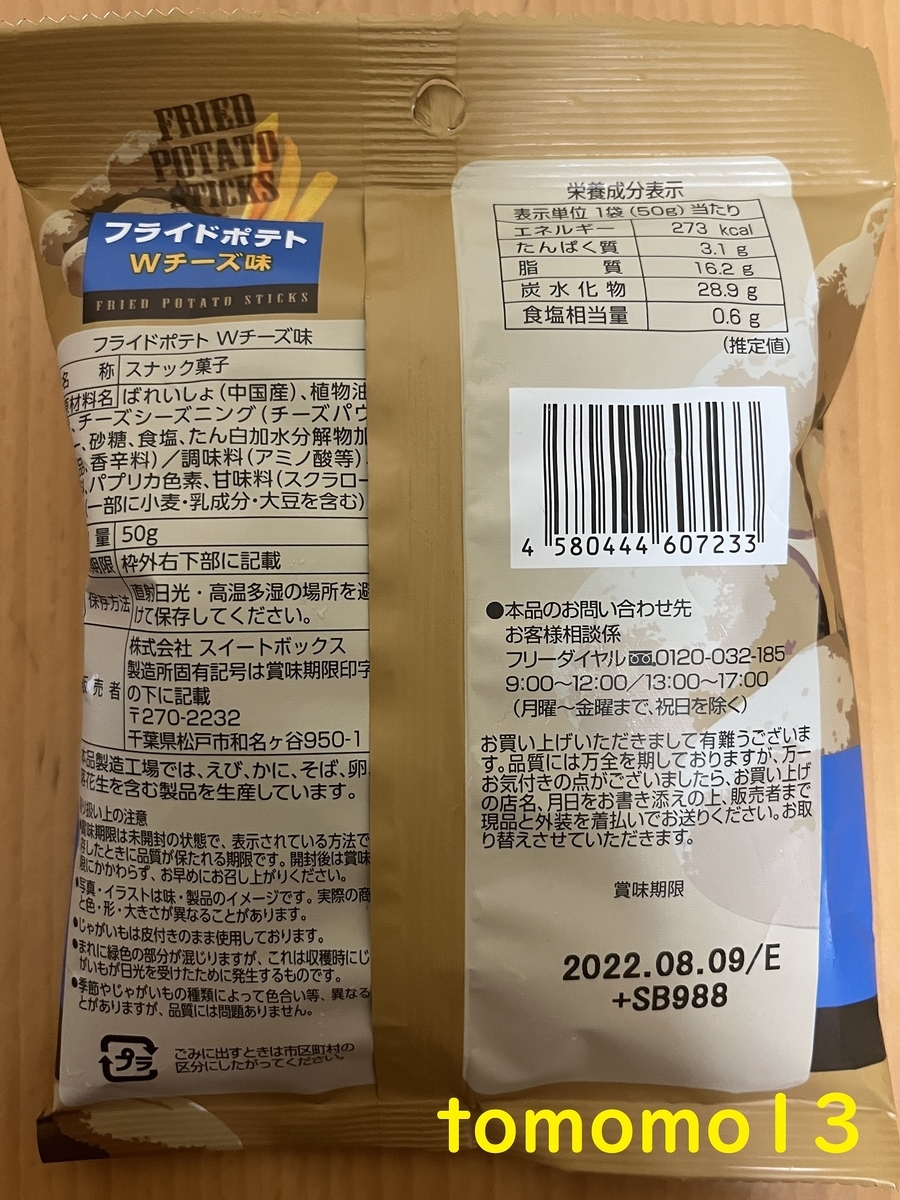 FRIED
POTATO
STICKS
フライドポテト
Wチーズ味
FRIED POTATO STICKS
フライドポテト Wチーズ味
名 称 スナック菓子
原材料名 ばれいしょ(中国産)、植物油
、チーズシーズニング(チーズパウ
ー、砂糖、食塩、たん白加水分解物加
品、香辛料)／調味料(アミノ酸等)
、パプリカ色素、甘味料(スクラロー
一部に小麦・乳成分・大豆を含む)
量 50g
期限 枠外右下部に記載
保存方法 直射日光・高温多湿の場所を避
けて保存してください。
販売者 株式会社 スイートボックス
製造所固有記号は賞味期限印字
の下に記載
〒270-2232
千葉県松戸市和名ヶ谷950-1
本品製造工場では、えび、かに、そば、卵、
落花生を含む製品を生産しています。
取り扱い上の注意
●賞味期限は未開封の状態で、表示されている方法で
存したときに品質が保たれる期限です。開封後は賞味
期限にかかわらず、お早めにお召し上がりください。
●写真・イラストは味・製品のイメージです。実際の商
と色・形・大きさが異なることがあります。
●じゃがいもは皮付きのまま使用しております。
●まれに緑色の部分が混じりますが、これは収穫時にじ
がいもが日光を受けたために発生するものです。
●季節やじゃがいもの種類によって色合い等、異なる
とがありますが、品質には問題ありません。
プラ
ごみに出すときは市区町村の
区分にしたがってください。
栄養成分表示
表示単位 1袋(50g)当たり
エネルギー 273 kcal
たんぱく質 3.1 g
脂 質 16.2 g
炭水化物 28.9 g
食塩相当量 0.6 g
(推定値)
4 580444 607233
●本品のお問い合わせ先
お客様相談係
フリーダイヤル 0120-032-185
9:00～12:00／13:00～17:00
(月曜～金曜まで、祝日を除く)
お買い上げいただきまして有難うございま
す。品質には万全を期しておりますが、万一
お気付きの点がございましたら、お買い上げ
の店名、月日をお書き添えの上、販売者まで
現品と外装を着払いでお送りください。お取
り替えさせていただきます。
賞味期限
2022.08.09/E
+SB988
tomomo13